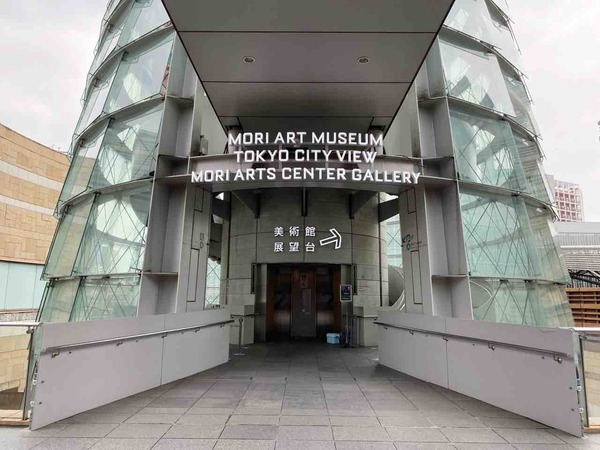 MORI ART MUSEUM
TOKYO CITY VIEW
MORI ARTS CENTER GALLERY
美術館
展望台